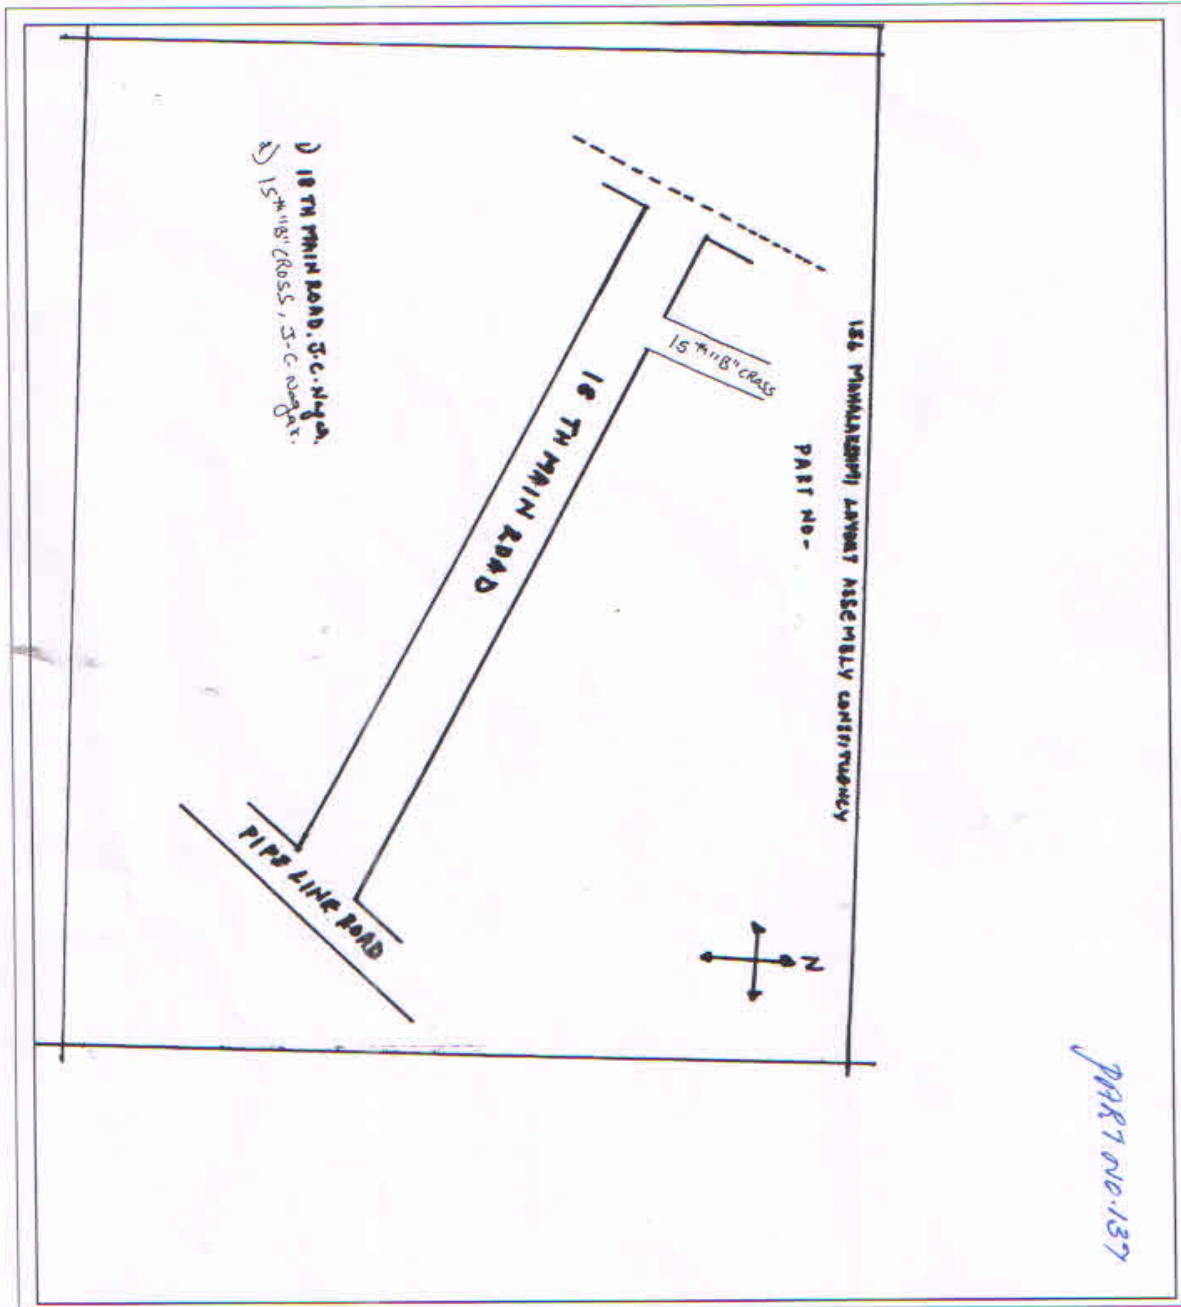 PART NO.137
156 MAHALAKSHMI LAYOUT ASSEMBLY CONSTITUENCY
PART NO-
N
15TH "B" CROSS
18 TH MAIN ROAD
PIPE LINE ROAD
1) 18 TH MAIN ROAD, J.C. Nagar.
2) 15TH "B" CROSS, J-C-Nagar.